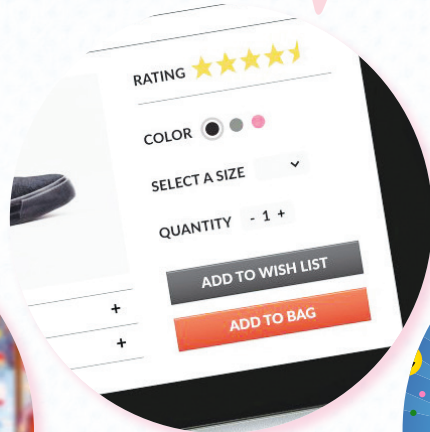 RATING
COLOR
SELECT A SIZE
QUANTITY - 1 +
ADD TO WISH LIST
ADD TO BAG
+
+